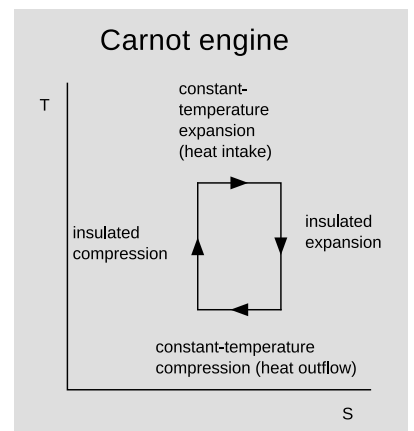 Carnot engine
T
constant-
temperature
expansion
(heat intake)
insulated
compression
insulated
expansion
constant-temperature
compression (heat outflow)
S